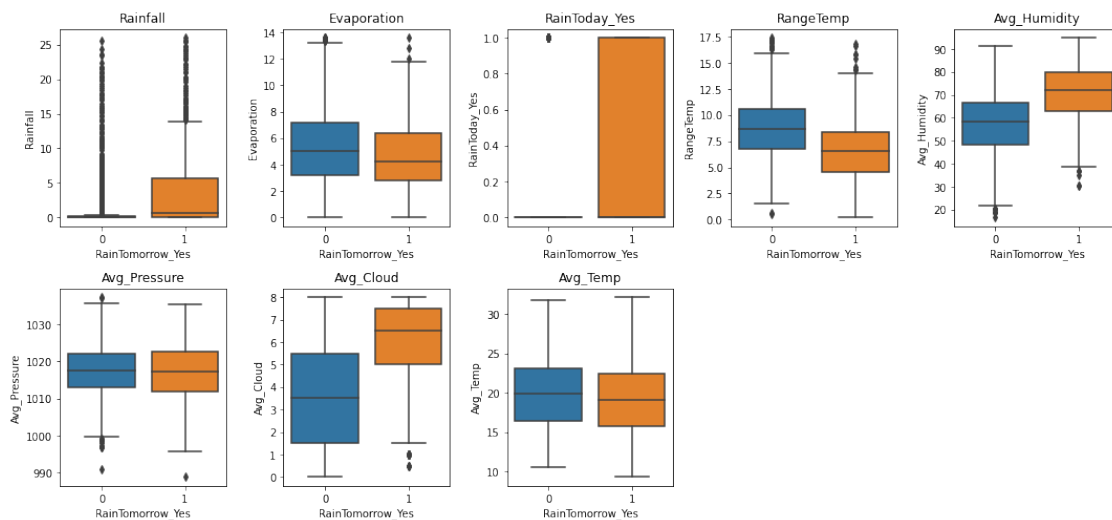 Rainfall
Evaporation
RainToday_Yes
RangeTemp
Avg_Humidity
25
20
15
10
5
0
Rainfall
0
1
RainTomorrow_Yes
14
12
10
8
6
4
2
0
Evaporation
0
1
RainTomorrow_Yes
1.0
0.8
0.6
0.4
0.2
0.0
RainToday_Yes
0
1
RainTomorrow_Yes
17.5
15.0
12.5
10.0
7.5
5.0
2.5
0.0
RangeTemp
0
1
RainTomorrow_Yes
90
80
70
60
50
40
30
20
Avg_Humidity
0
1
RainTomorrow_Yes
Avg_Pressure
Avg_Cloud
Avg_Temp
1030
1020
1010
1000
990
Avg_Pressure
0
1
RainTomorrow_Yes
8
7
6
5
4
3
2
1
0
Avg_Cloud
0
1
RainTomorrow_Yes
30
25
20
15
10
Avg_Temp
0
1
RainTomorrow_Yes